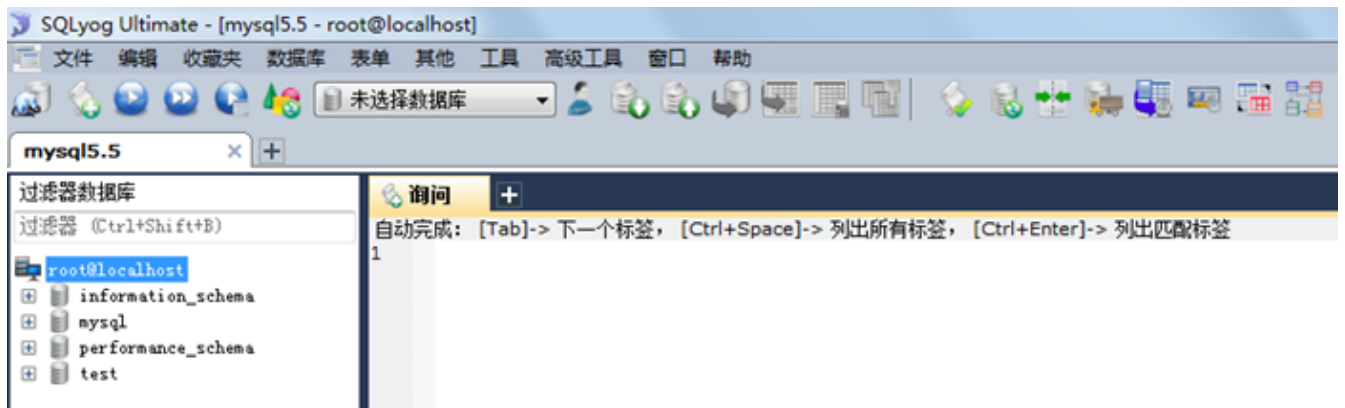 SQLyog Ultimate - [mysql5.5 - root@localhost]
文件 编辑 收藏夹 数据库 表单 其他 工具 高级工具 窗口 帮助
未选择数据库
mysql5.5
过滤器数据库
过滤器 (Ctrl+Shift+B)
root@localhost
information_schema
mysql
performance_schema
test
询问
自动完成: [Tab]-> 下一个标签, [Ctrl+Space]-> 列出所有标签, [Ctrl+Enter]-> 列出匹配标签
1